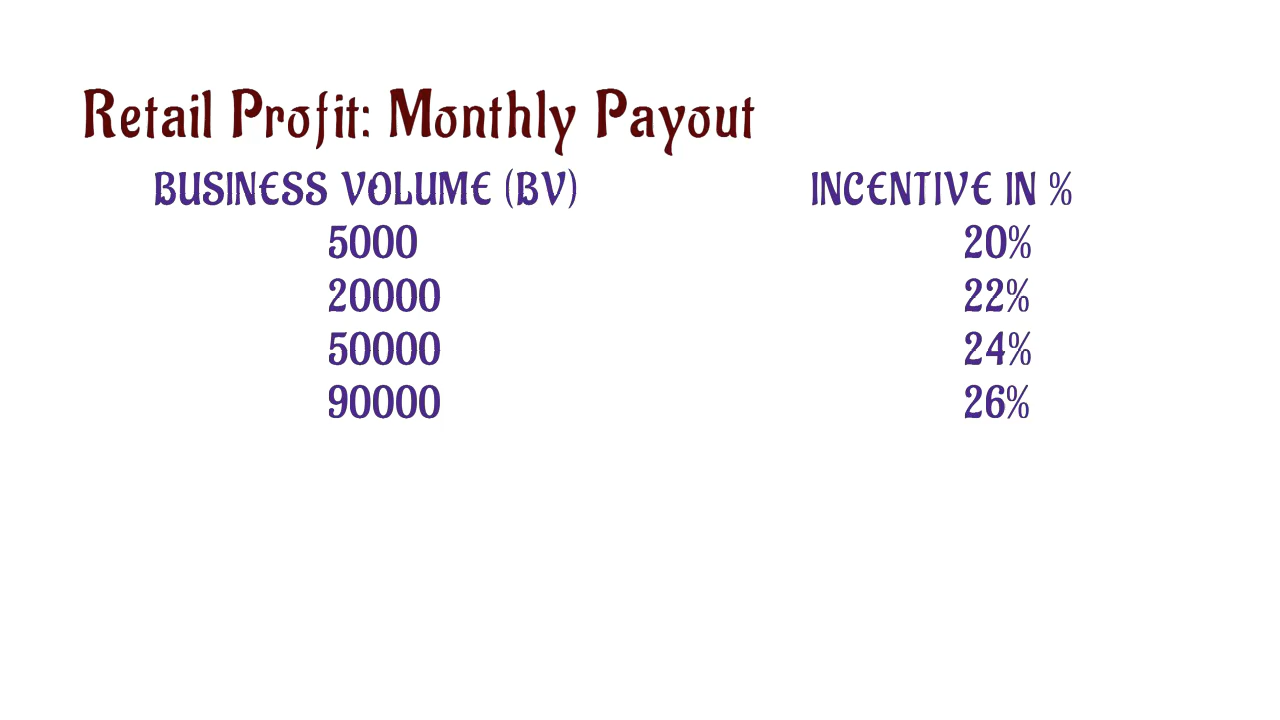 Retail Profit: Monthly Payout
BUSINESS VOLUME (BV) INCENTIVE IN %
5000 20%
20000 22%
50000 24%
90000 26%